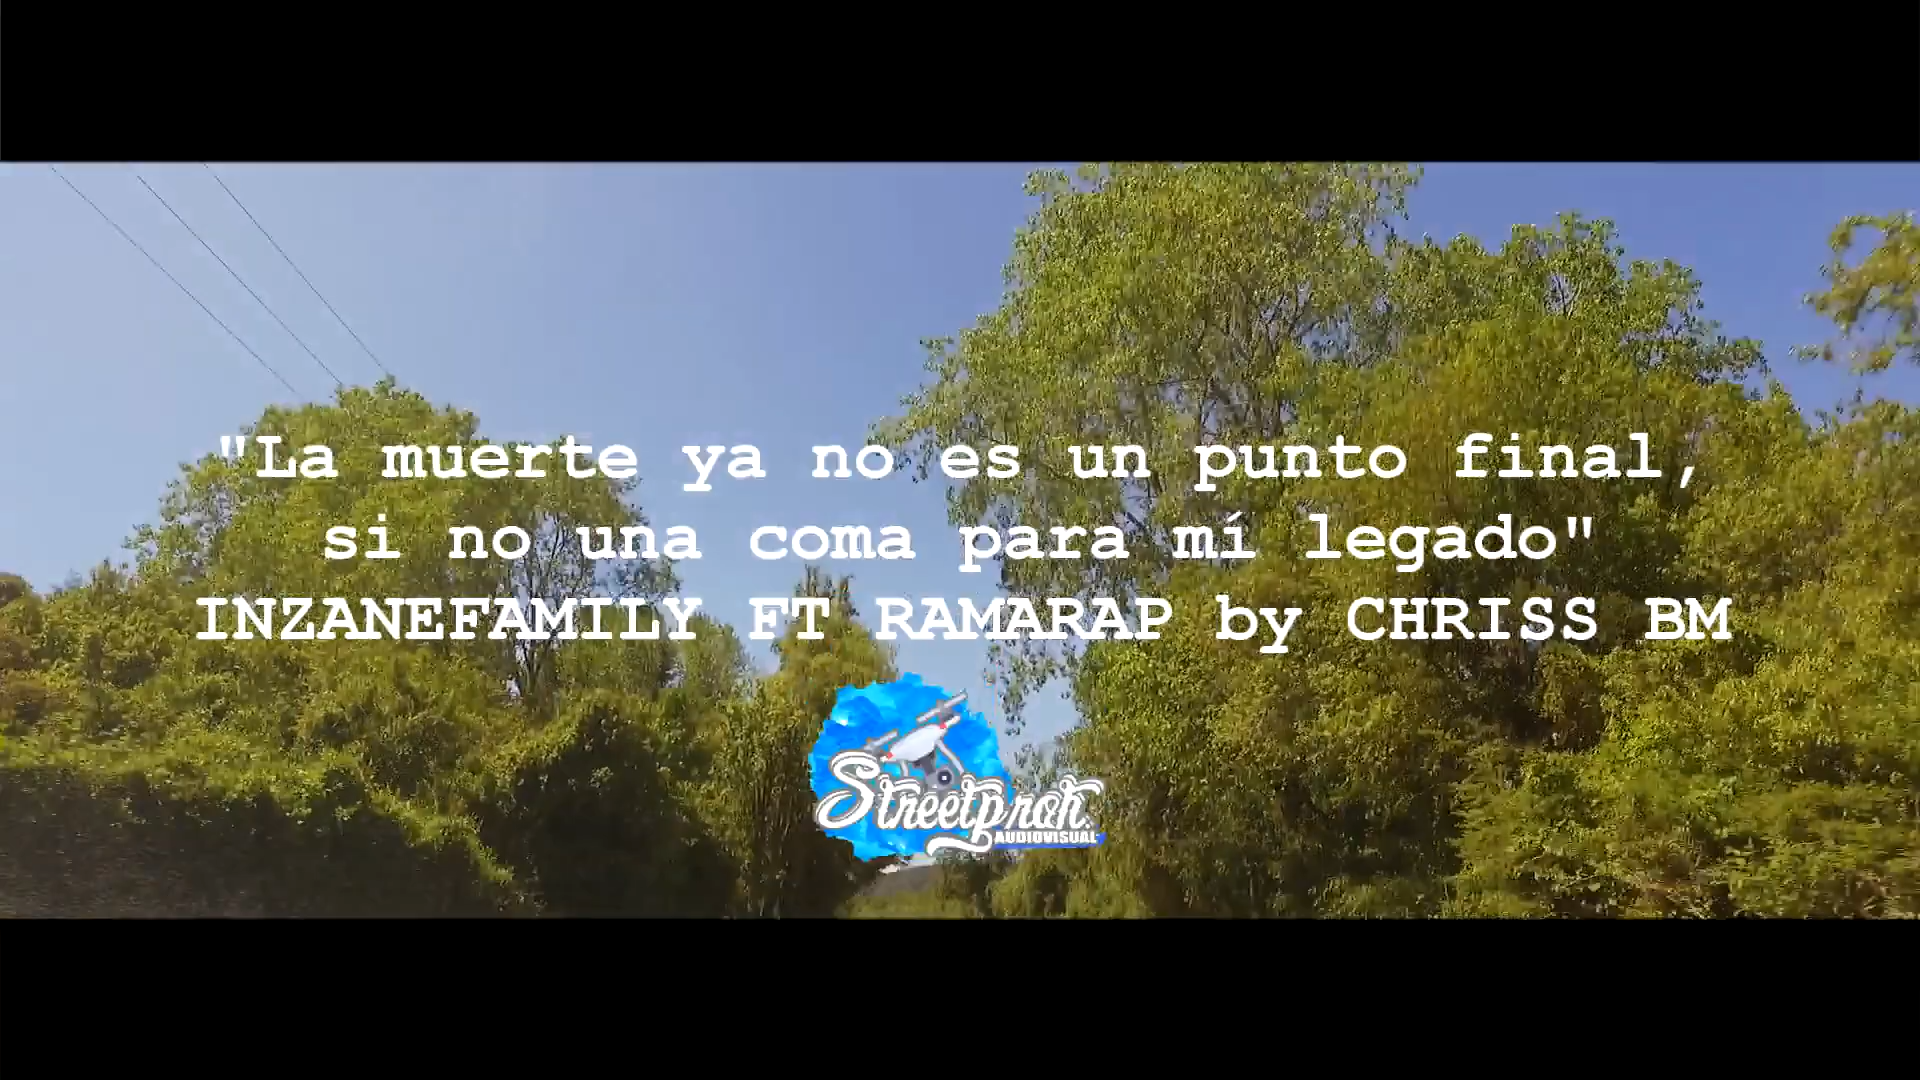 "La muerte ya no es un punto final,
si no una coma para mí legado"
INZANEFAMILY FT RAMARAP by CHRISS BM
Streetprah.
AUDIOVISUAL